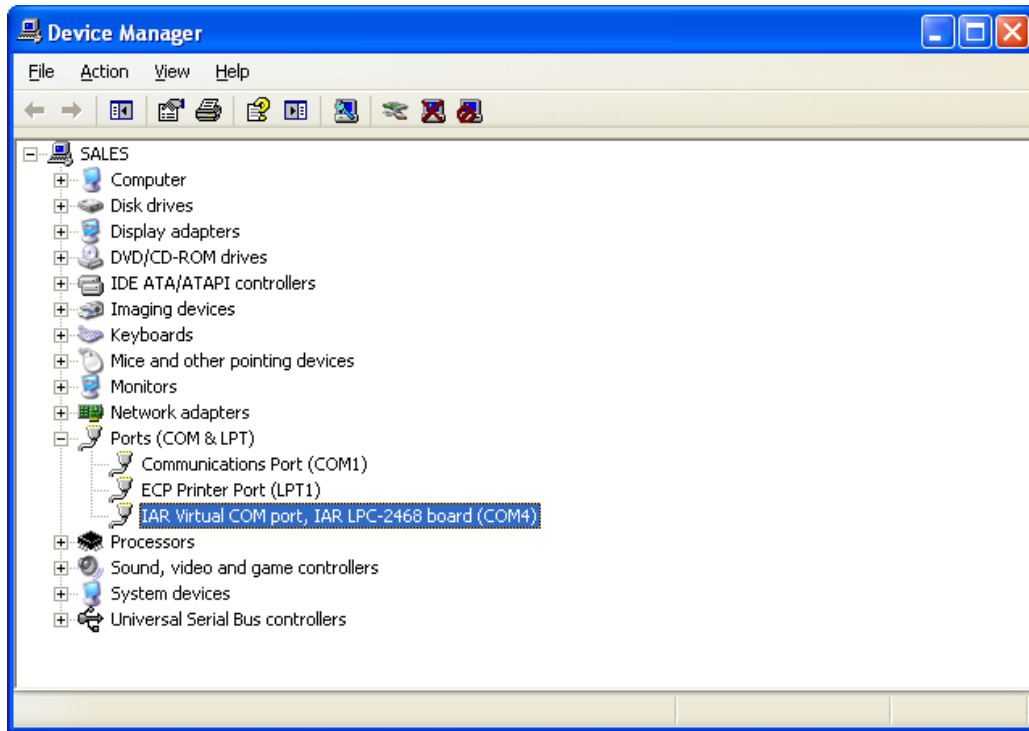 Device Manager
File Action View Help
SALES
Computer
Disk drives
Display adapters
DVD/CD-ROM drives
IDE ATA/ATAPI controllers
Imaging devices
Keyboards
Mice and other pointing devices
Monitors
Network adapters
Ports (COM & LPT)
Communications Port (COM1)
ECP Printer Port (LPT1)
IAR Virtual COM port, IAR LPC-2468 board (COM4)
Processors
Sound, video and game controllers
System devices
Universal Serial Bus controllers